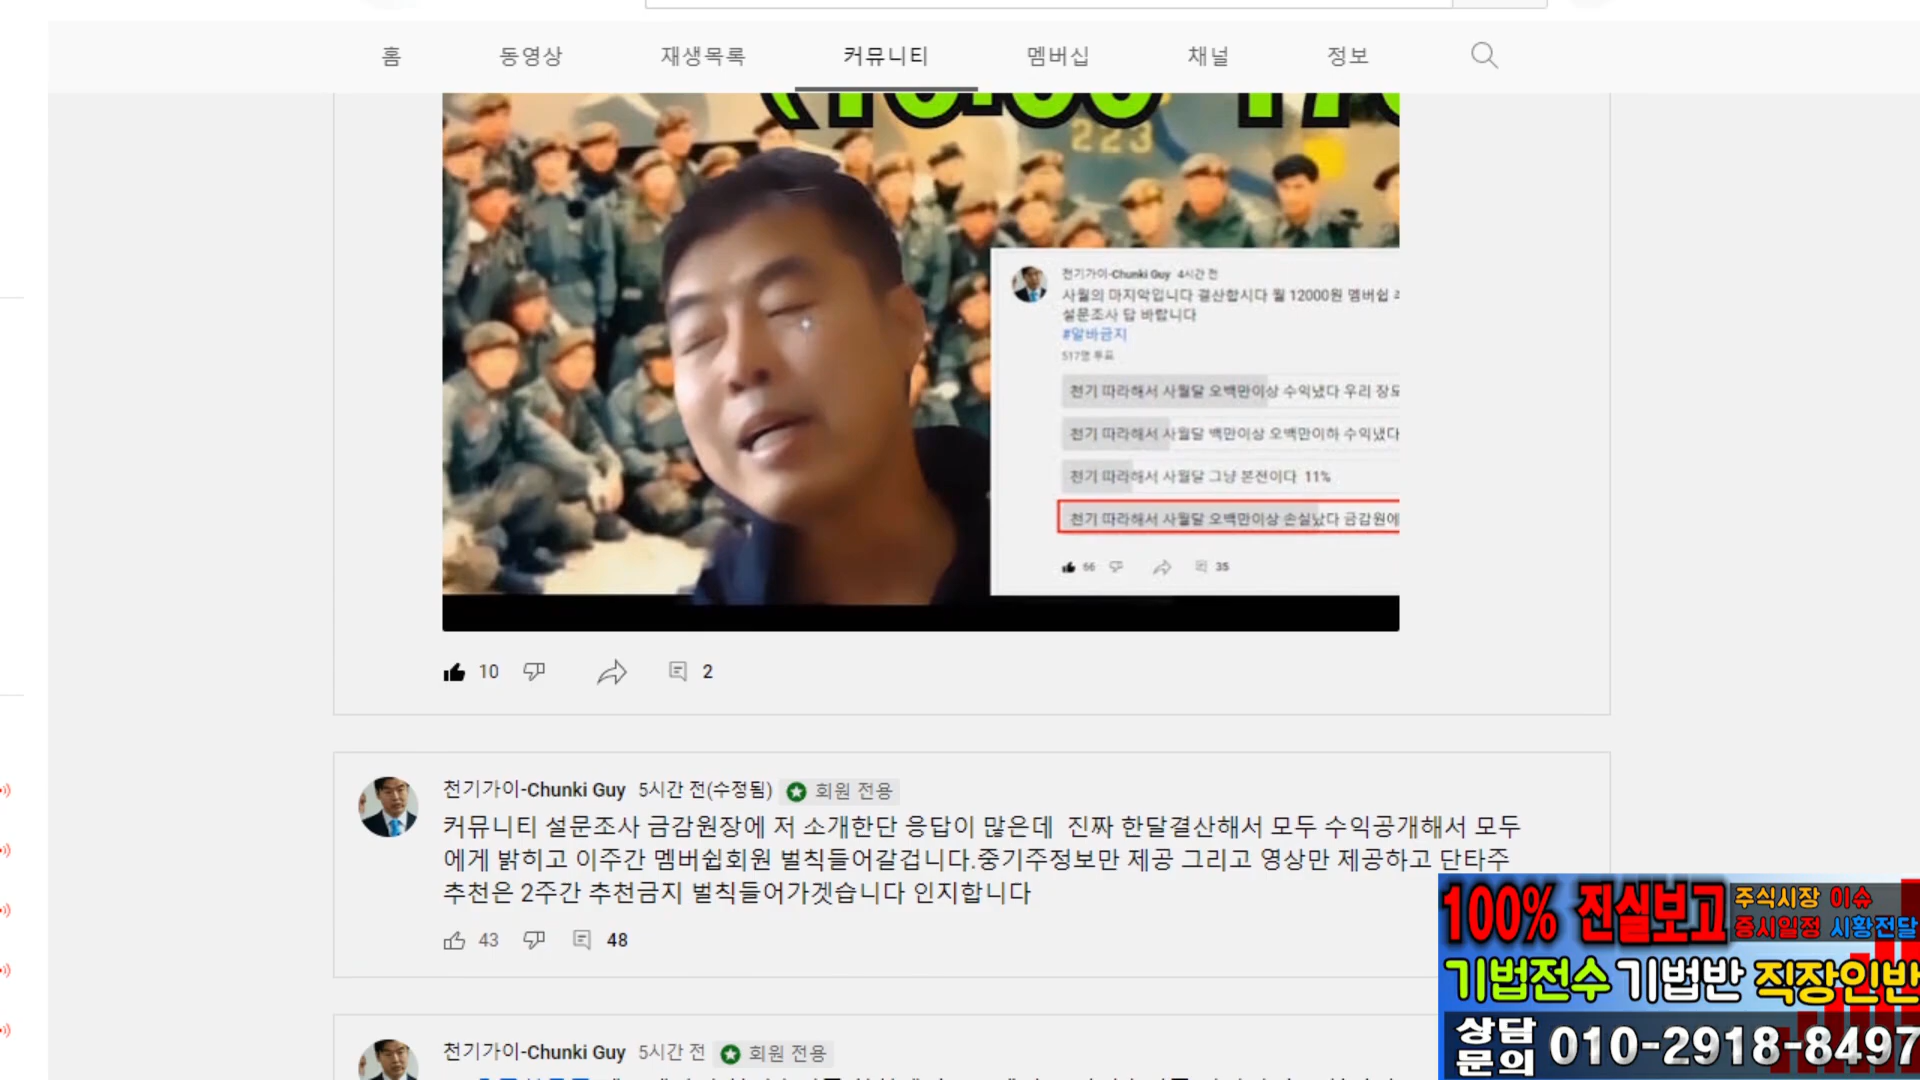 홈 동영상 재생목록 커뮤니티 멤버십 채널 정보
223
천기가이-Chunki Guy 4시간 전
사월의 마지막입니다 결산합시다 월 12000원 멤버쉽
설문조사 답 바랍니다
#알바금지
517명 투표
천기 따라해서 사월달 오백만이상 수익냈다 우리 장모
천기 따라해서 사월달 백만이상 오백만이하 수익냈다
천기 따라해서 사월달 그냥 본전이다 11%
천기 따라해서 사월달 오백만이상 손실났다 금감원에
66 35
10 2
천기가이-Chunki Guy 5시간 전(수정됨) 회원 전용
커뮤니티 설문조사 금감원장에 저 소개한단 응답이 많은데 진짜 한달결산해서 모두 수익공개해서 모두
에게 밝히고 이주간 멤버쉽회원 벌칙들어갈겁니다.중기주정보만 제공 그리고 영상만 제공하고 단타주
추천은 2주간 추천금지 벌칙들어가겟습니다 인지합니다
43 48
천기가이-Chunki Guy 5시간 전 회원 전용
100% 진실보고 주식시장 이슈
증시일정 시황전달
기법전수 기법반 직장인반
상담
문의 010-2918-8497